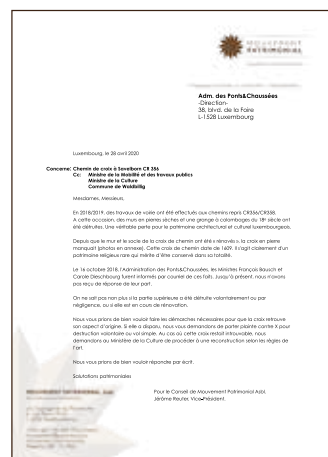 MOUVEMENT
PATRIMONIAL
Adm. des Ponts&Chaussées
-Direction-
38, blvd. de la Foire
L-1528 Luxembourg
Luxembourg, le 28 avril 2020
Concerne: Chemin de croix à Savelborn CR 356
Cc: Ministre de la Mobilité et des travaux publics
Ministre de la Culture
Commune de Waldbillig
Mesdames, Messieurs,
En 2018/2019, des travaux de voirie ont été effectués aux chemins repris CR356/CR358.
A cette occasion, des murs en pierres sèches et une grange à colombages du 18e siècle ont
été détruites. Une véritable perte pour le patrimoine architectural et culturel luxembourgeois.
Depuis que le mur et le socle de la croix de chemin ont été « rénovés », la croix en pierre
manquait (photos en annexe). Cette croix de chemin date de 1609. Il s'agit clairement d'un
patrimoine religieux rare qui mérite d'être conservé dans sa totalité.
Le 16 octobre 2018, l'Administration des Ponts&Chaussées, les Ministres François Bausch et
Carole Dieschbourg furent informés par courriel de ces faits. Jusqu'à présent, nous n'avons
pas reçu de réponse de leur part.
On ne sait pas non plus si la partie supérieure a été détruite volontairement ou par
négligence, ou si elle est en cours de rénovation.
Nous vous prions de bien vouloir faire les démarches nécessaires pour que la croix retrouve
son aspect d'origine. Si elle a disparu, nous vous demandons de porter plainte contre X pour
destruction volontaire ou vol simple. Au cas où cette croix restait introuvable, nous
demandons au Ministère de la Culture de procéder à une reconstruction selon les règles de
l'art.
Nous vous prions de bien vouloir répondre par écrit.
Salutations patrimoniales
Pour le Conseil de Mouvement Patrimonial Asbl.
Jérôme Reuter, Vice-Président.